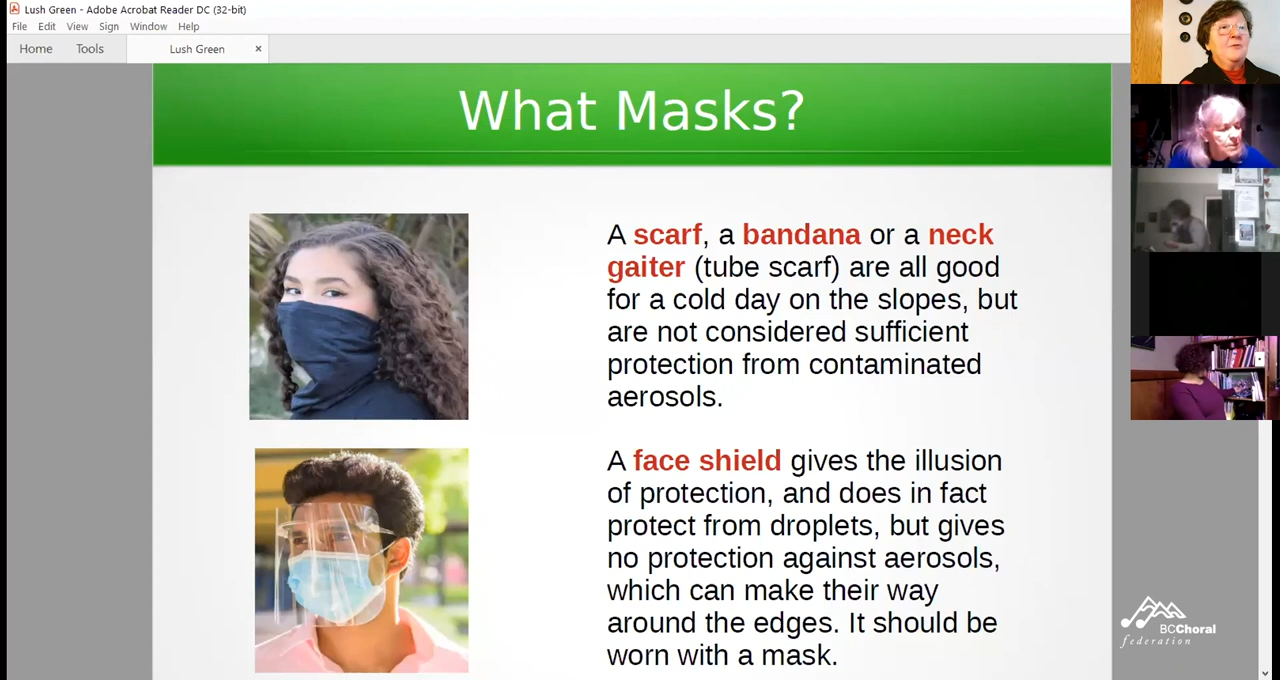 Lush Green - Adobe Acrobat Reader DC (32-bit)
File Edit View Sign Window Help
Home Tools Lush Green ×
What Masks?
A scarf, a bandana or a neck
gaiter (tube scarf) are all good
for a cold day on the slopes, but
are not considered sufficient
protection from contaminated
aerosols.
A face shield gives the illusion
of protection, and does in fact
protect from droplets, but gives
no protection against aerosols,
which can make their way
around the edges. It should be
worn with a mask.
BCChoral
federation